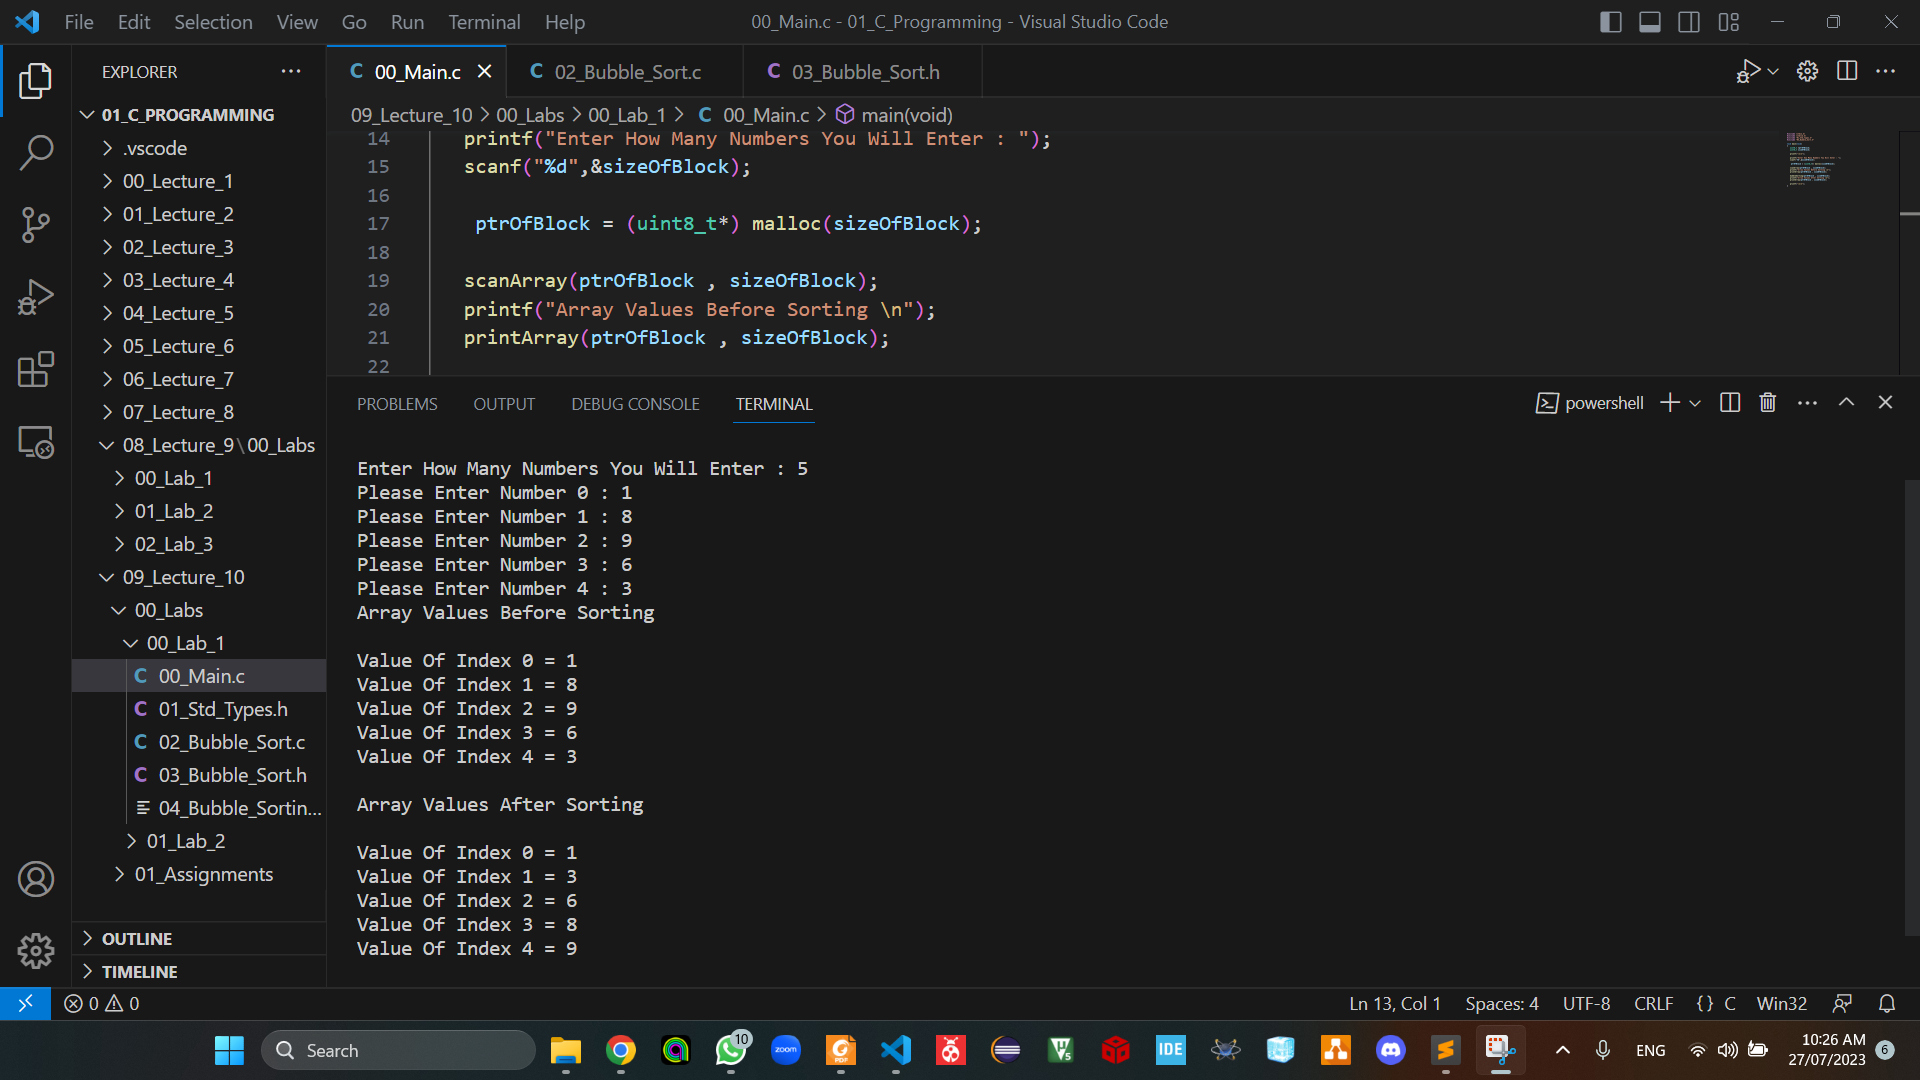 File Edit Selection View Go Run Terminal Help
00_Main.c - 01_C_Programming - Visual Studio Code
EXPLORER
01_C_PROGRAMMING
.vscode
00_Lecture_1
01_Lecture_2
02_Lecture_3
03_Lecture_4
04_Lecture_5
05_Lecture_6
06_Lecture_7
07_Lecture_8
08_Lecture_9\00_Labs
00_Lab_1
01_Lab_2
02_Lab_3
09_Lecture_10
00_Labs
00_Lab_1
C 00_Main.c
C 01_Std_Types.h
C 02_Bubble_Sort.c
C 03_Bubble_Sort.h
04_Bubble_Sortin...
01_Lab_2
01_Assignments
OUTLINE
TIMELINE
C 00_Main.c
C 02_Bubble_Sort.c
C 03_Bubble_Sort.h
09_Lecture_10 > 00_Labs > 00_Lab_1 > C 00_Main.c > main(void)
14 printf("Enter How Many Numbers You Will Enter : ");
15 scanf("%d",&sizeOfBlock);
16
17 ptrOfBlock = (uint8_t*) malloc(sizeOfBlock);
18
19 scanArray(ptrOfBlock , sizeOfBlock);
20 printf("Array Values Before Sorting \n");
21 printArray(ptrOfBlock , sizeOfBlock);
22
PROBLEMS OUTPUT DEBUG CONSOLE TERMINAL
powershell
Enter How Many Numbers You Will Enter : 5
Please Enter Number 0 : 1
Please Enter Number 1 : 8
Please Enter Number 2 : 9
Please Enter Number 3 : 6
Please Enter Number 4 : 3
Array Values Before Sorting
Value Of Index 0 = 1
Value Of Index 1 = 8
Value Of Index 2 = 9
Value Of Index 3 = 6
Value Of Index 4 = 3
Array Values After Sorting
Value Of Index 0 = 1
Value Of Index 1 = 3
Value Of Index 2 = 6
Value Of Index 3 = 8
Value Of Index 4 = 9
0 0
Ln 13, Col 1 Spaces: 4 UTF-8 CRLF {} C Win32
Search
10
zoom
PDF
V5
IDE
ENG
10:26 AM
27/07/2023
6